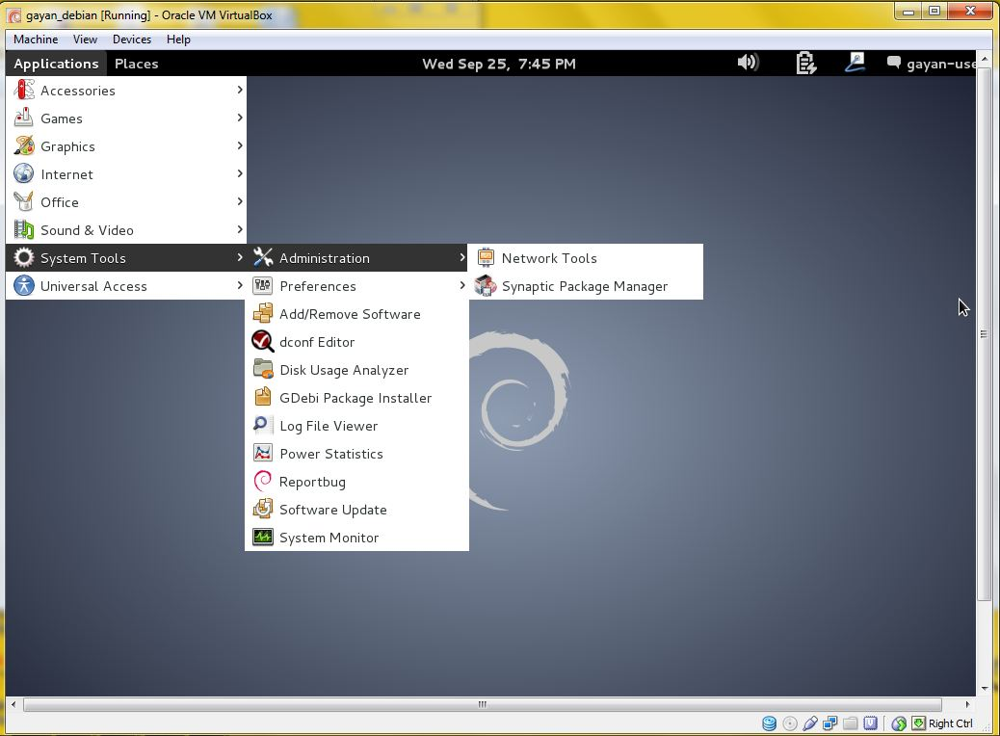 gayan_debian [Running] - Oracle VM VirtualBox
Machine View Devices Help
Applications Places Wed Sep 25, 7:45 PM gayan-use
Accessories
Games
Graphics
Internet
Office
Sound & Video
System Tools
Universal Access
Administration
Preferences
Add/Remove Software
dconf Editor
Disk Usage Analyzer
GDebi Package Installer
Log File Viewer
Power Statistics
Reportbug
Software Update
System Monitor
Network Tools
Synaptic Package Manager
Right Ctrl